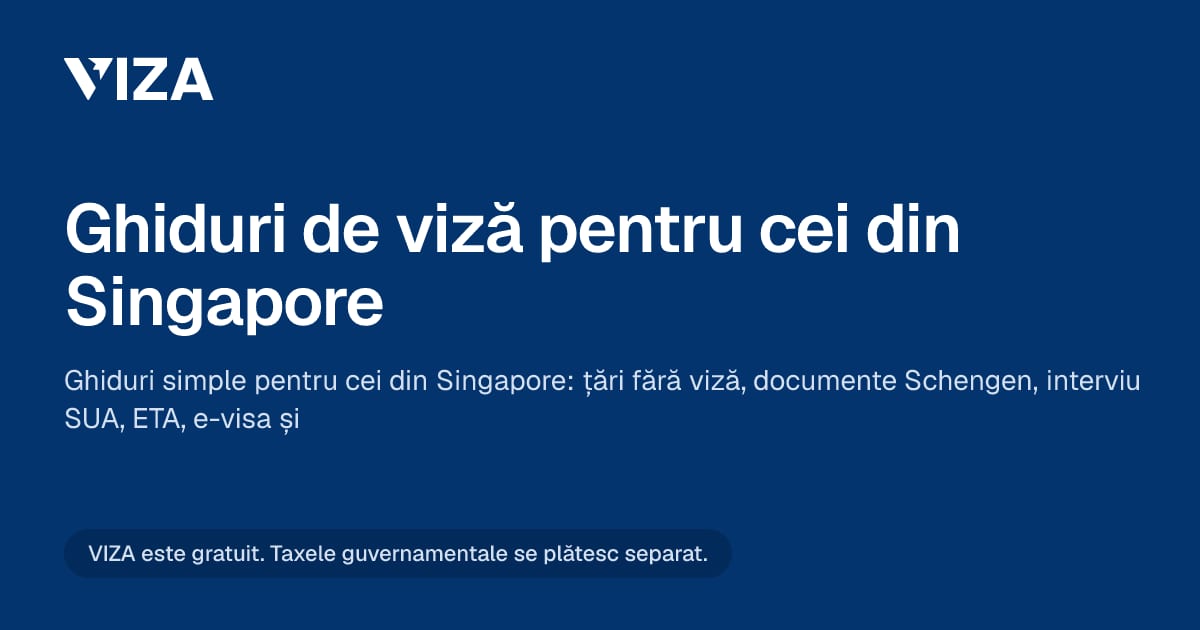 VIZA
Ghiduri de viză pentru cei din
Singapore
Ghiduri simple pentru cei din Singapore: țări fără viză, documente Schengen, interviu
SUA, ETA, e-visa și
VIZA este gratuit. Taxele guvernamentale se plătesc separat.